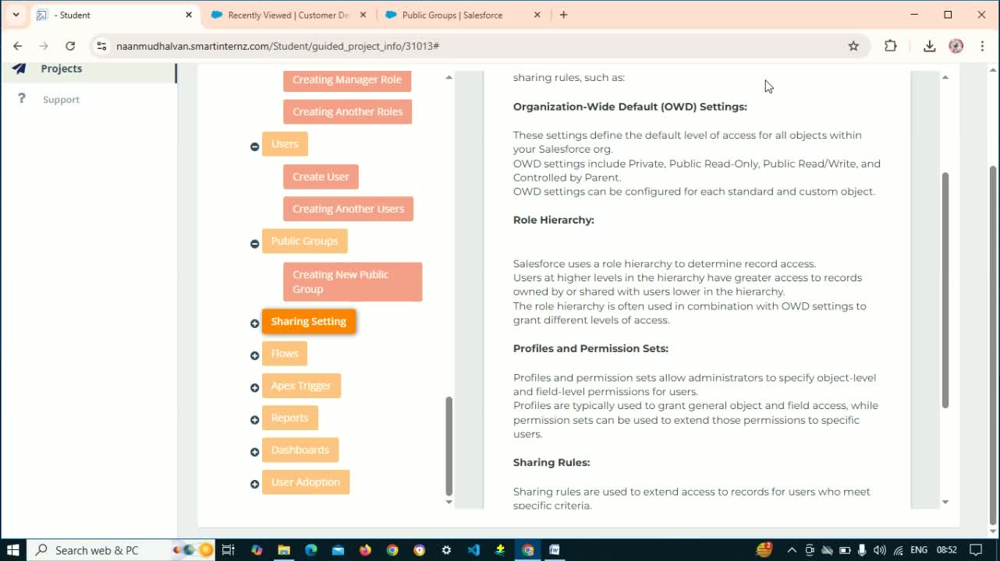 - Student
Recently Viewed | Customer De
Public Groups | Salesforce
naanmudhalvan.smartinternz.com/Student/guided_project_info/31013#
Projects
Support
Creating Manager Role
Creating Another Roles
Users
Create User
Creating Another Users
Public Groups
Creating New Public
Group
Sharing Setting
Flows
Apex Trigger
Reports
Dashboards
User Adoption
sharing rules, such as:
Organization-Wide Default (OWD) Settings:
These settings define the default level of access for all objects within
your Salesforce org.
OWD settings include Private, Public Read-Only, Public Read/Write, and
Controlled by Parent.
OWD settings can be configured for each standard and custom object.
Role Hierarchy:
Salesforce uses a role hierarchy to determine record access.
Users at higher levels in the hierarchy have greater access to records
owned by or shared with users lower in the hierarchy.
The role hierarchy is often used in combination with OWD settings to
grant different levels of access.
Profiles and Permission Sets:
Profiles and permission sets allow administrators to specify object-level
and field-level permissions for users.
Profiles are typically used to grant general object and field access, while
permission sets can be used to extend those permissions to specific
users.
Sharing Rules:
Sharing rules are used to extend access to records for users who meet
specific criteria.
Search web & PC
2
ENG
08:52